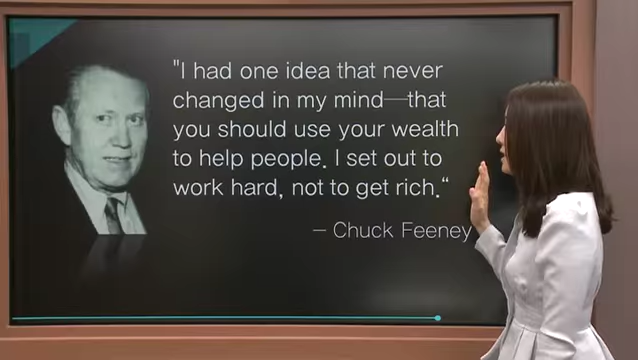 "I had one idea that never
changed in my mind—that
you should use your wealth
to help people. I set out to
work hard, not to get rich.“
– Chuck Feeney